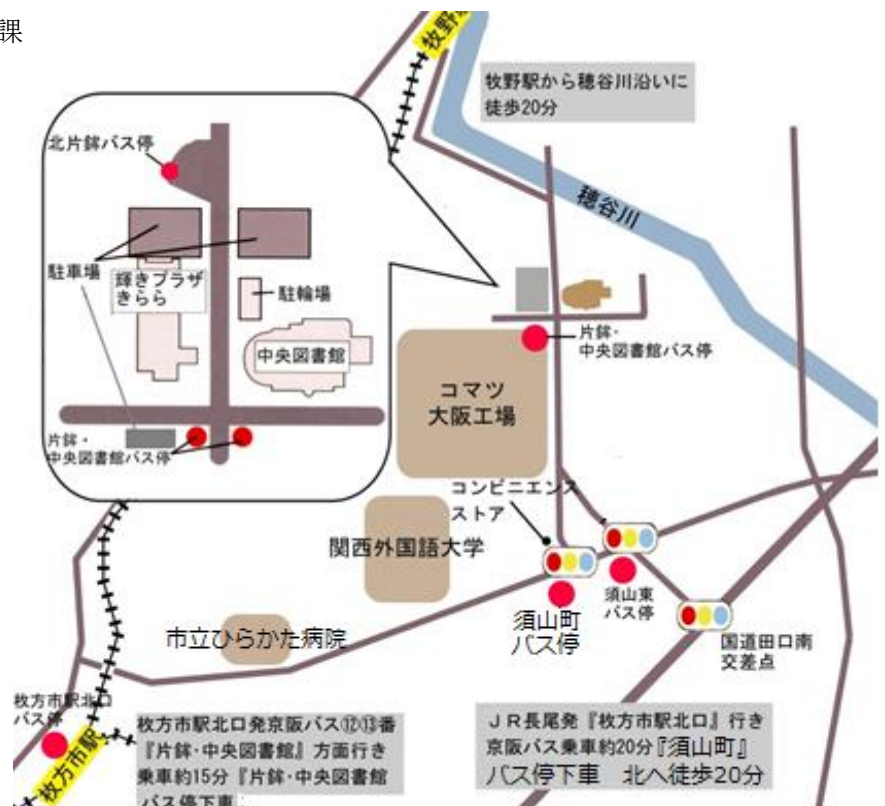 課
牧野
牧野駅から穂谷川沿いに
徒歩20分
北片鉾バス停
穂谷川
駐車場
輝きプラザ
きらら
駐輪場
中央図書館
片鉾・
中央図書館バス停
コマツ
大阪工場
片鉾・
中央図書館バス停
コンビニエンス
ストア
関西外国語大学
須山東
バス停
須山町
バス停
市立ひらかた病院
国道田口南
交差点
枚方市駅北口
バス停
枚方市駅
枚方市駅北口発京阪バス⑫⑬番
『片鉾・中央図書館』方面行き
乗車約15分『片鉾・中央図書館
バス停下車
ＪＲ長尾発『枚方市駅北口』行き
京阪バス乗車約20分『須山町』
バス停下車　北へ徒歩20分